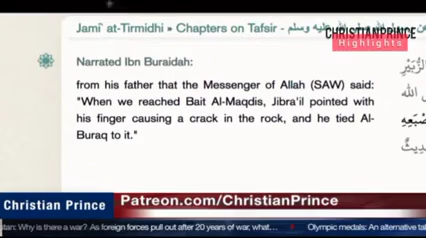 Jami` at-Tirmidhi » Chapters on Tafsir -
CHRISTIANPRINCE
Highlights
Narrated Ibn Buraidah:
from his father that the Messenger of Allah (SAW) said:
"When we reached Bait Al-Maqdis, Jibra'il pointed with
his finger causing a crack in the rock, and he tied Al-
Buraq to it."
Christian Prince
Patreon.com/ChristianPrince
stan: Why is there a war? As foreign forces pull out after 20 years of war, what...
Olympic medals: An alternative ta